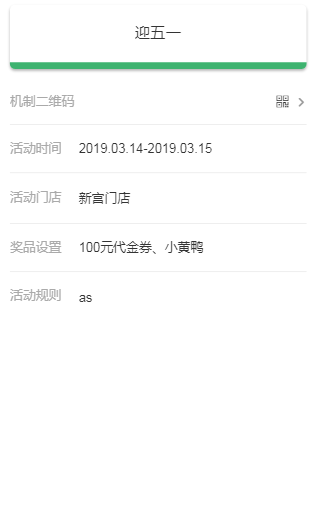 迎五一
机制二维码
活动时间 2019.03.14-2019.03.15
活动门店 新宫门店
奖品设置 100元代金券、小黄鸭
活动规则 as